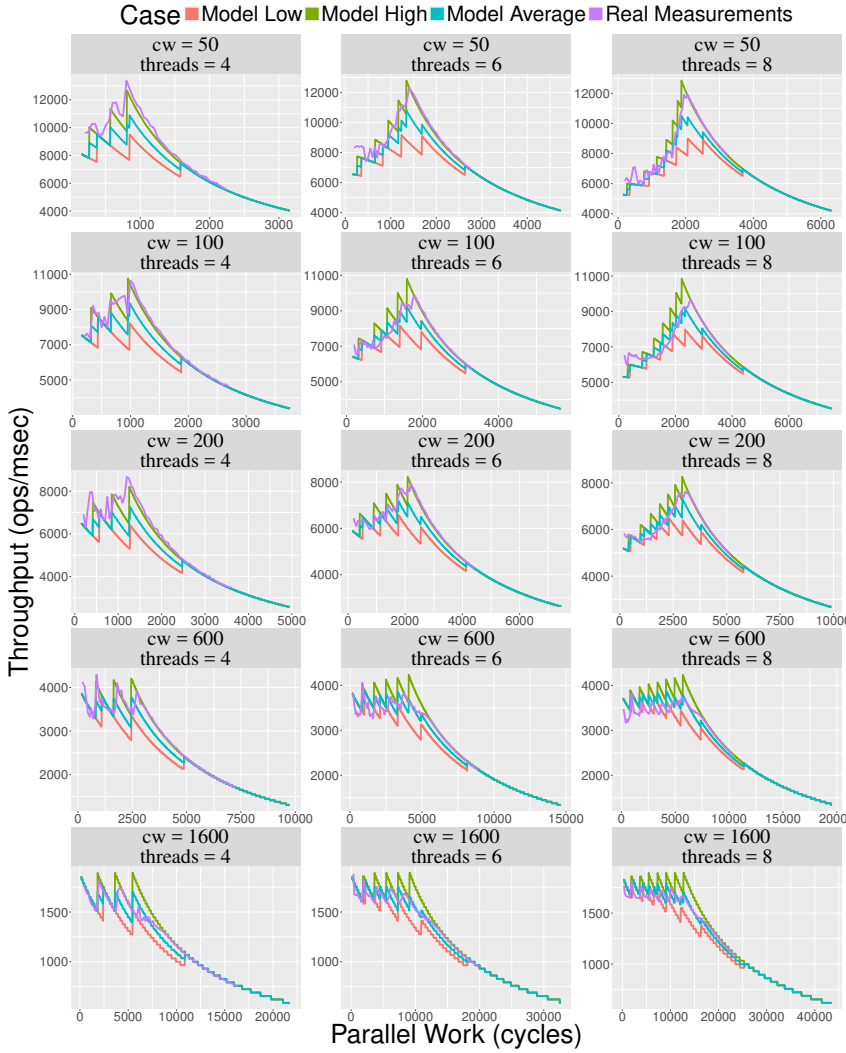 Case Model Low Model High Model Average Real Measurements
cw = 50
threads = 4
cw = 50
threads = 6
cw = 50
threads = 8
12000
10000
8000
6000
4000
1000 2000 3000
12000
10000
8000
6000
4000
0 1000 2000 3000 4000
12000
10000
8000
6000
4000
0 2000 4000 6000
cw = 100
threads = 4
cw = 100
threads = 6
cw = 100
threads = 8
11000
9000
7000
5000
0 1000 2000 3000
11000
9000
7000
5000
0 2000 4000
11000
9000
7000
5000
0 2000 4000 6000
cw = 200
threads = 4
cw = 200
threads = 6
cw = 200
threads = 8
8000
6000
4000
0 1000 2000 3000 4000 5000
8000
6000
4000
0 2000 4000 6000
8000
6000
4000
0 2500 5000 7500 10000
cw = 600
threads = 4
cw = 600
threads = 6
cw = 600
threads = 8
4000
3000
2000
0 2500 5000 7500 10000
4000
3000
2000
0 5000 10000 15000
4000
3000
2000
0 5000 10000 15000 20000
cw = 1600
threads = 4
cw = 1600
threads = 6
cw = 1600
threads = 8
1500
1000
0 5000 10000 15000 20000
1500
1000
0 10000 20000 30000
1500
1000
0 10000 20000 30000 40000
Throughput (ops/msec)
Parallel Work (cycles)